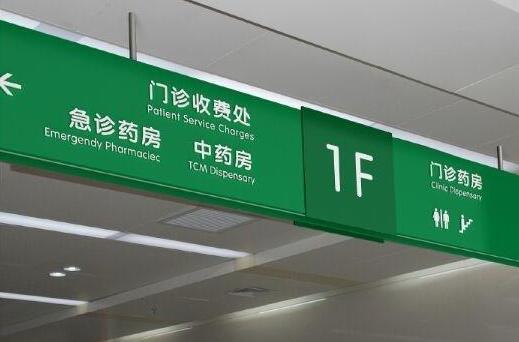 门诊收费处
Patient Service Charges
急诊药房
Emergendy Pharmaciec
中药房
TCM Dispensary
1F
门诊药房
Clinic Dispensary